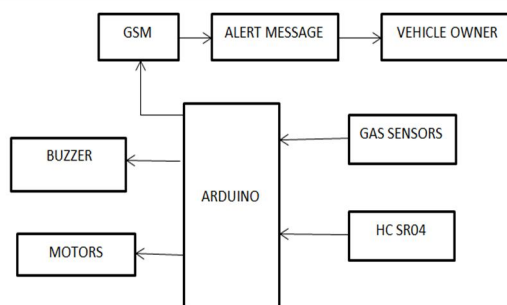 GSM
ALERT MESSAGE
VEHICLE OWNER
BUZZER
ARDUINO
GAS SENSORS
MOTORS
HC SR04